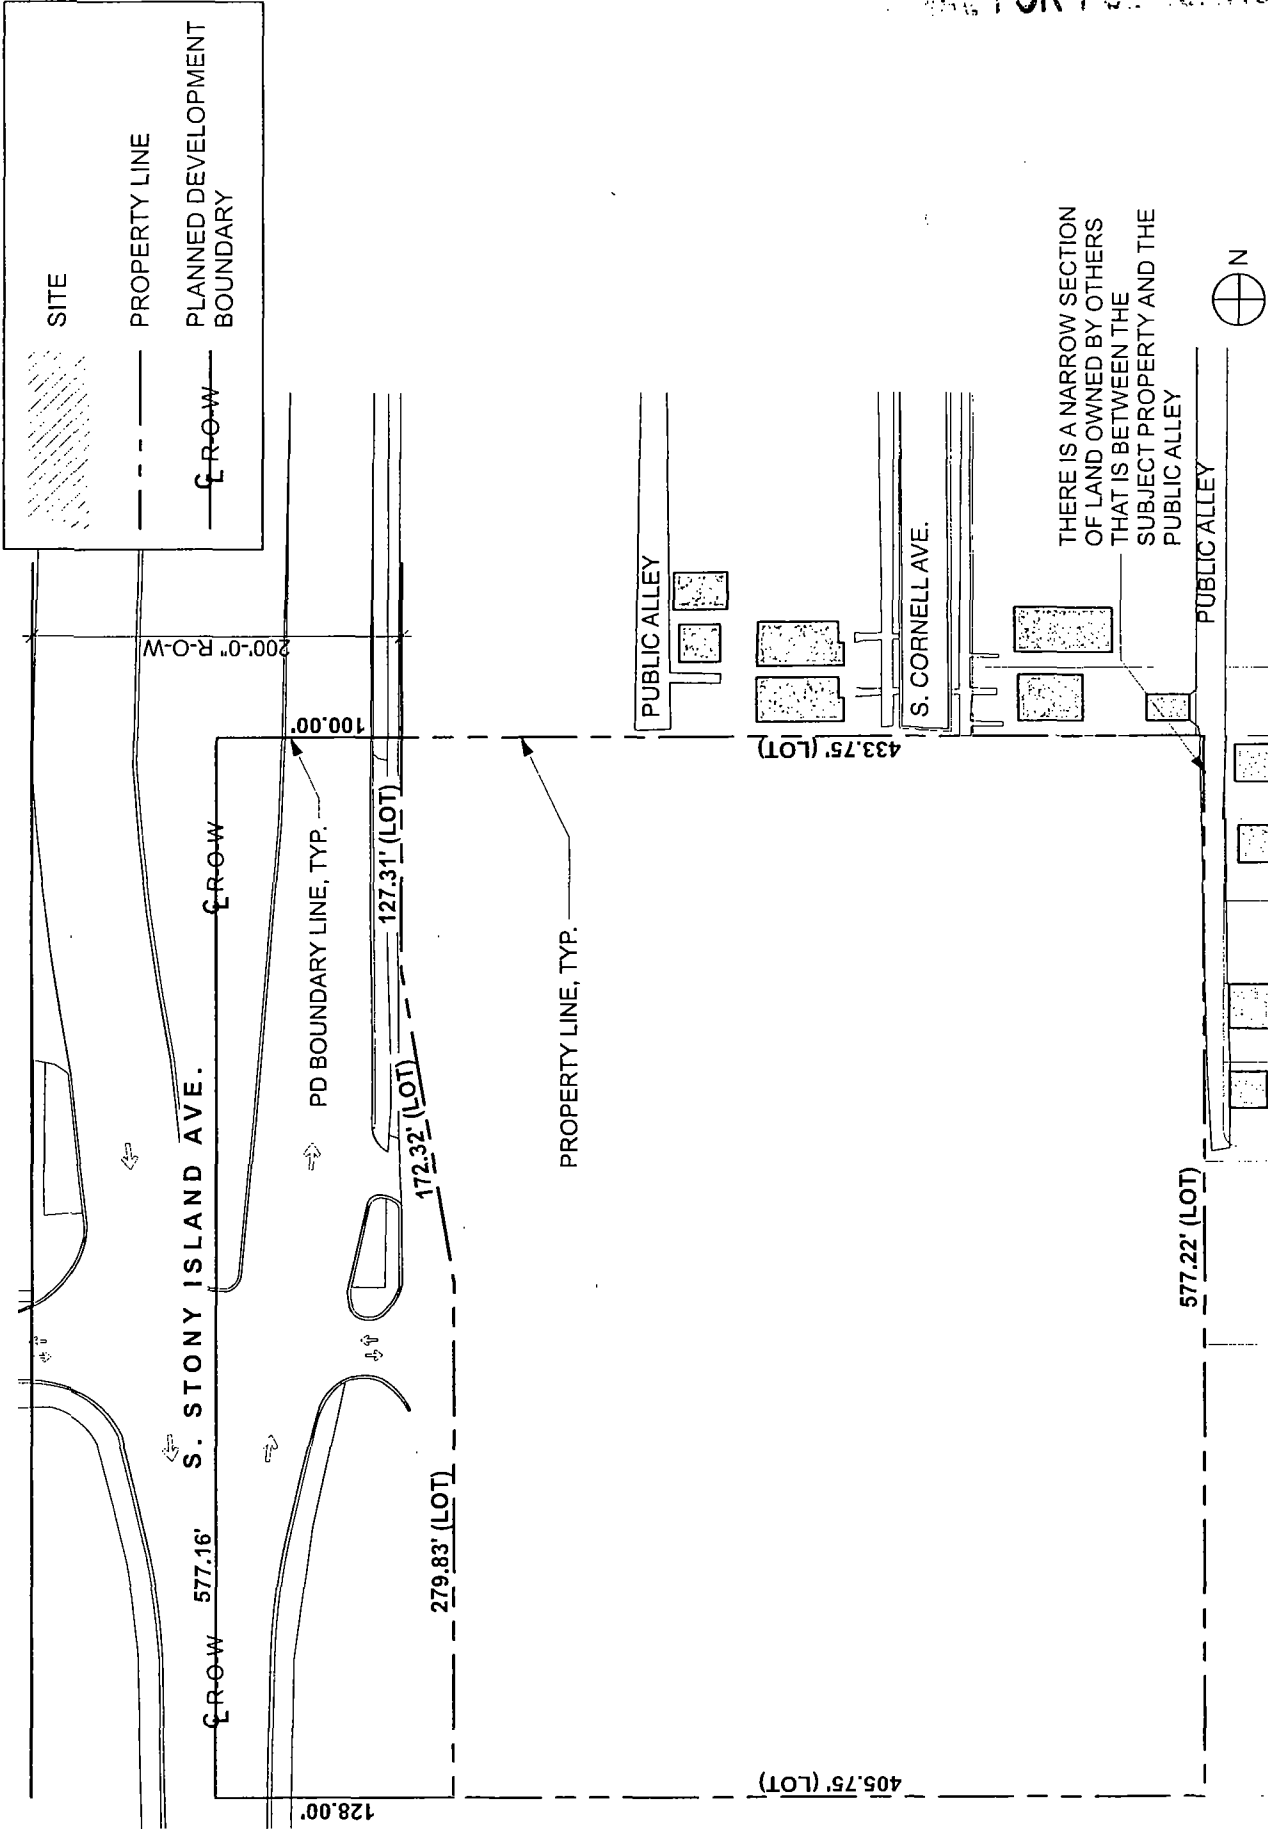 SITE
PROPERTY LINE
℄ R-O-W
PLANNED DEVELOPMENT
BOUNDARY
200'-0" R-O-W
100.00'
℄ R-O-W
S. STONY ISLAND AVE.
577.16'
℄ R-O-W
128.00'
PD BOUNDARY LINE, TYP.
127.31' (LOT)
172.32' (LOT)
279.83' (LOT)
PROPERTY LINE, TYP.
PUBLIC ALLEY
433.75' (LOT)
405.75' (LOT)
S. CORNELL AVE.
THERE IS A NARROW SECTION
OF LAND OWNED BY OTHERS
THAT IS BETWEEN THE
SUBJECT PROPERTY AND THE
PUBLIC ALLEY
PUBLIC ALLEY
577.22' (LOT)
N
FOR